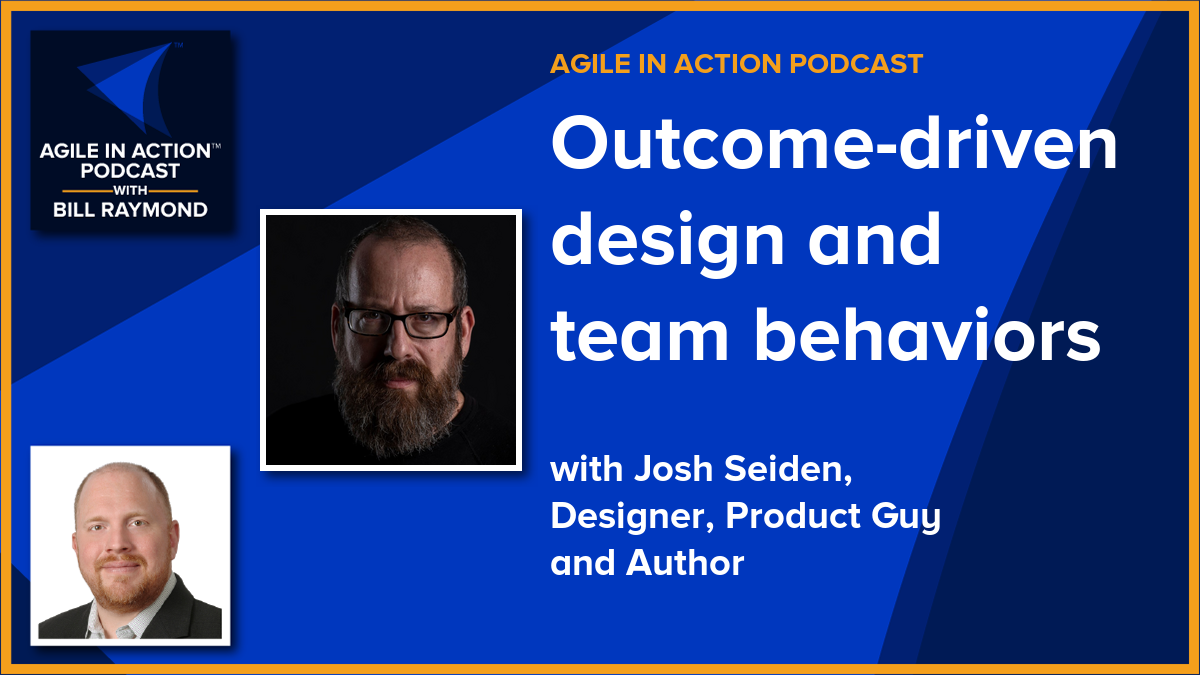 AGILE IN ACTION™
PODCAST
WITH
BILL RAYMOND
AGILE IN ACTION PODCAST
Outcome-driven
design and
team behaviors
with Josh Seiden,
Designer, Product Guy
and Author